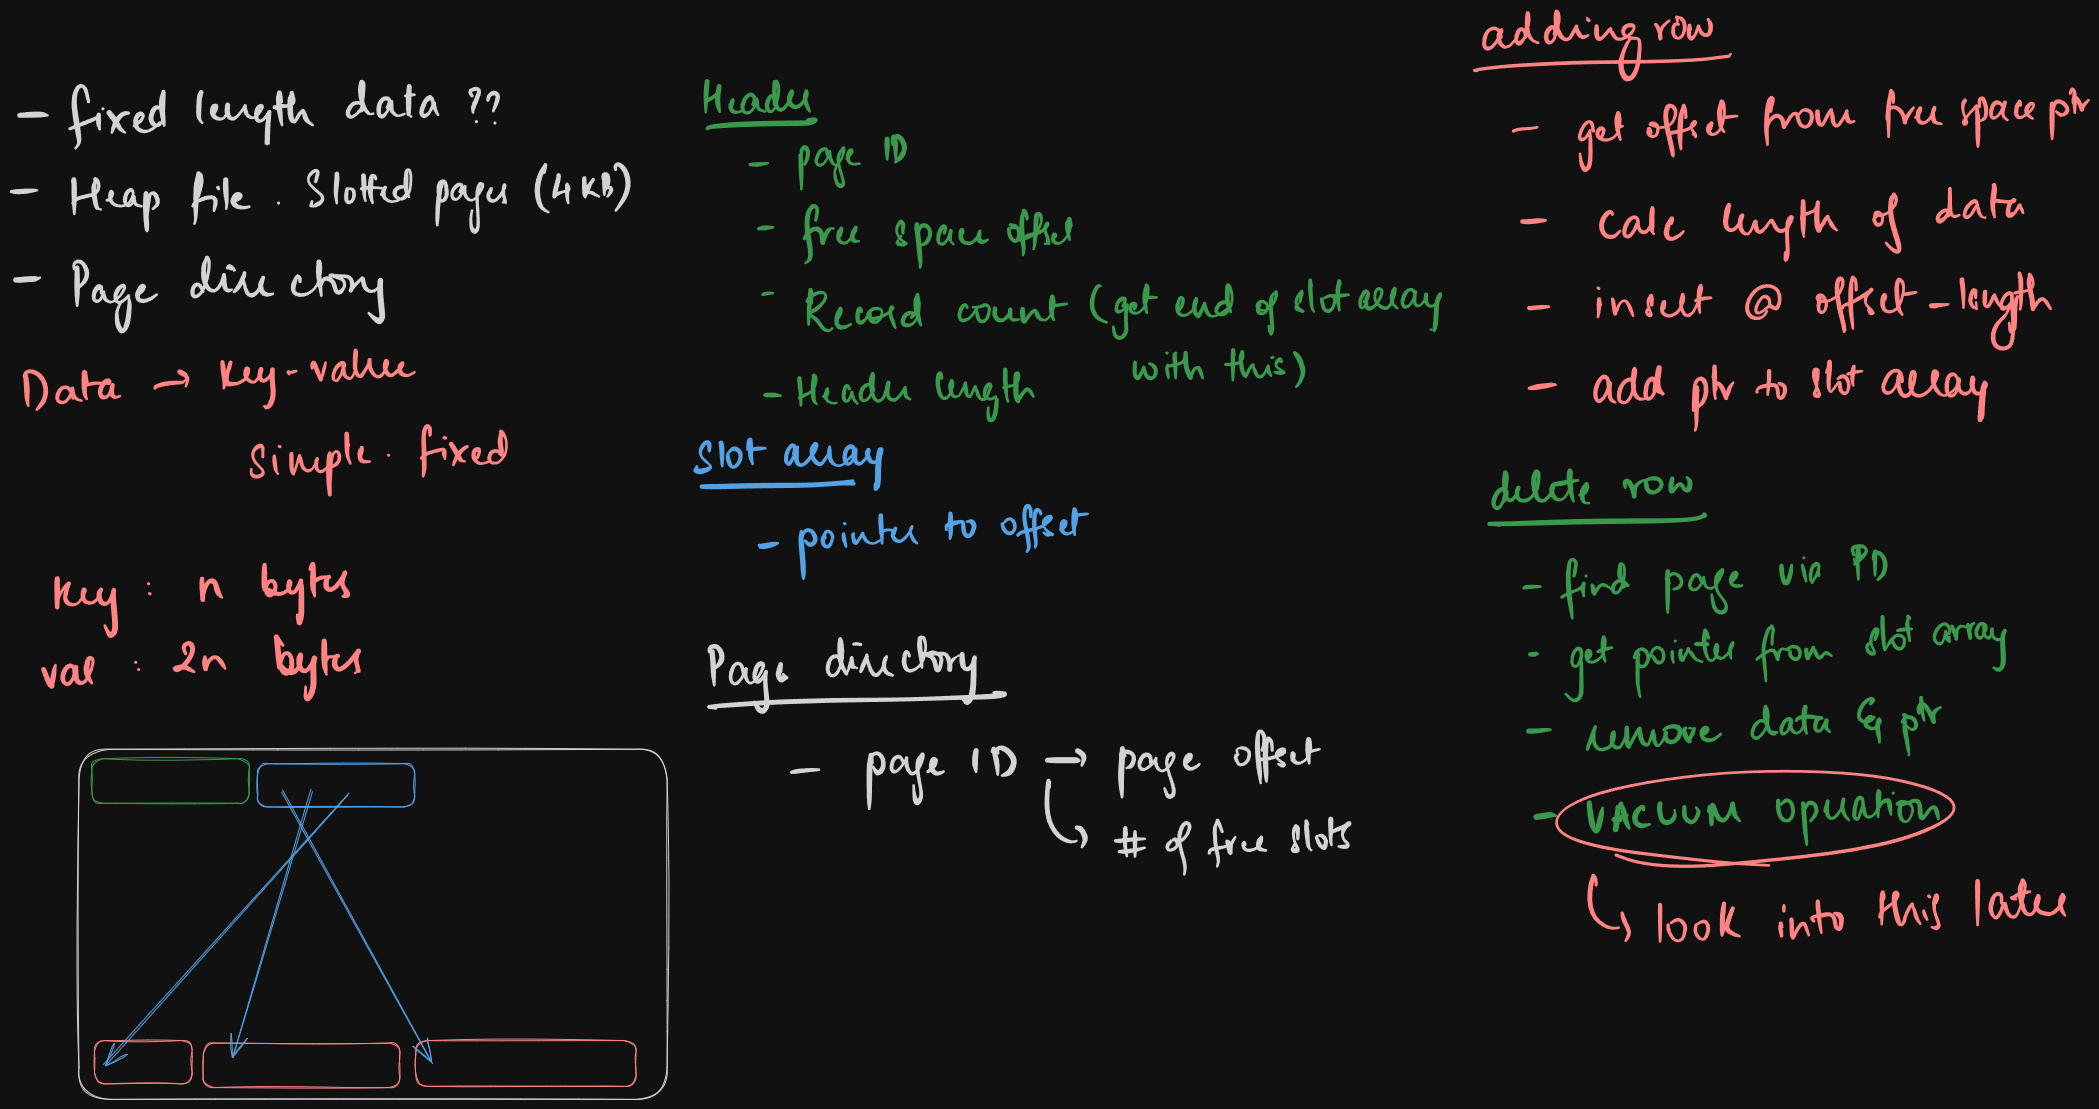 - fixed length data ??
- Heap file. Slotted pages (4 KB)
- Page directory
Data → key-value
simple. fixed
key : n bytes
val : 2n bytes
Header
- page ID
- free space offset
- Record count (get end of slot array
with this)
- Header length
Slot array
- pointer to offset
Page directory
- page ID → page offset
# of free slots
adding row
- get offset from free space ptr
- calc length of data
- insert @ offset - length
- add ptr to slot array
delete row
- find page via PD
- get pointer from slot array
- remove data & ptr
- VACUUM operation
look into this later